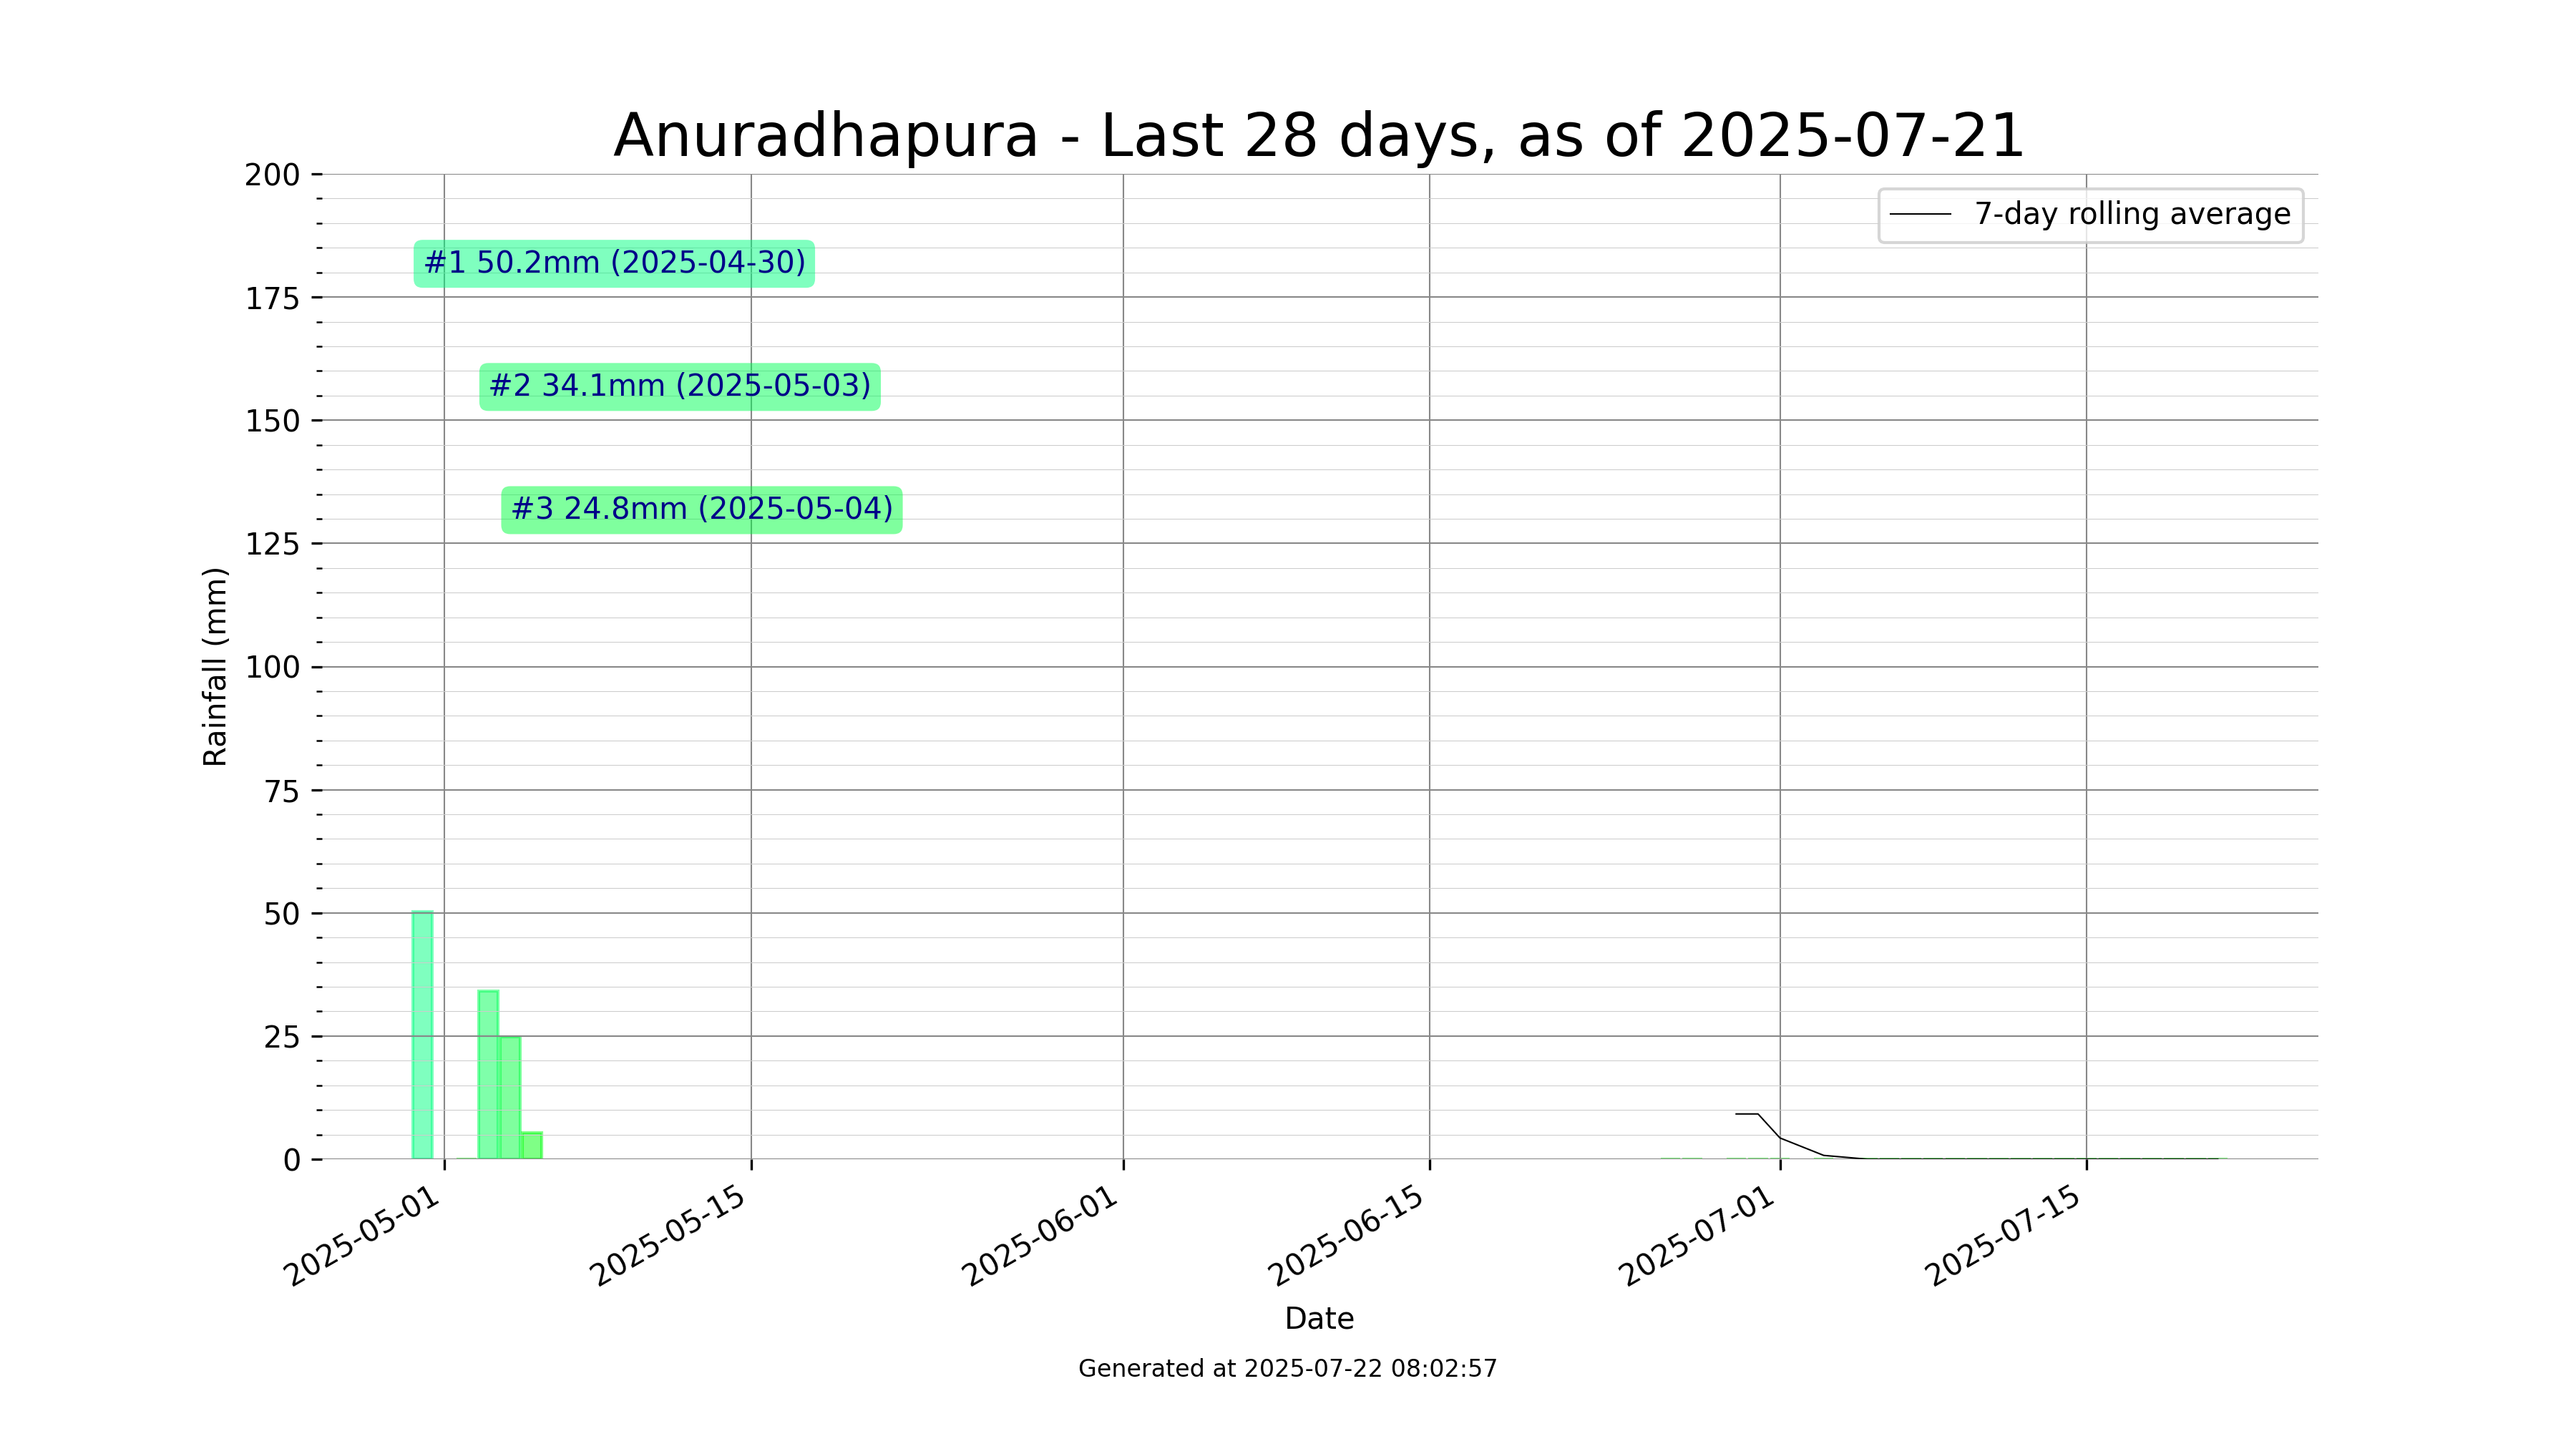 Anuradhapura - Last 28 days, as of 2025-07-21
7-day rolling average
#1 50.2mm (2025-04-30)
#2 34.1mm (2025-05-03)
#3 24.8mm (2025-05-04)
Rainfall (mm)
200
175
150
125
100
75
50
25
0
2025-05-01
2025-05-15
2025-06-01
2025-06-15
2025-07-01
2025-07-15
Date
Generated at 2025-07-22 08:02:57